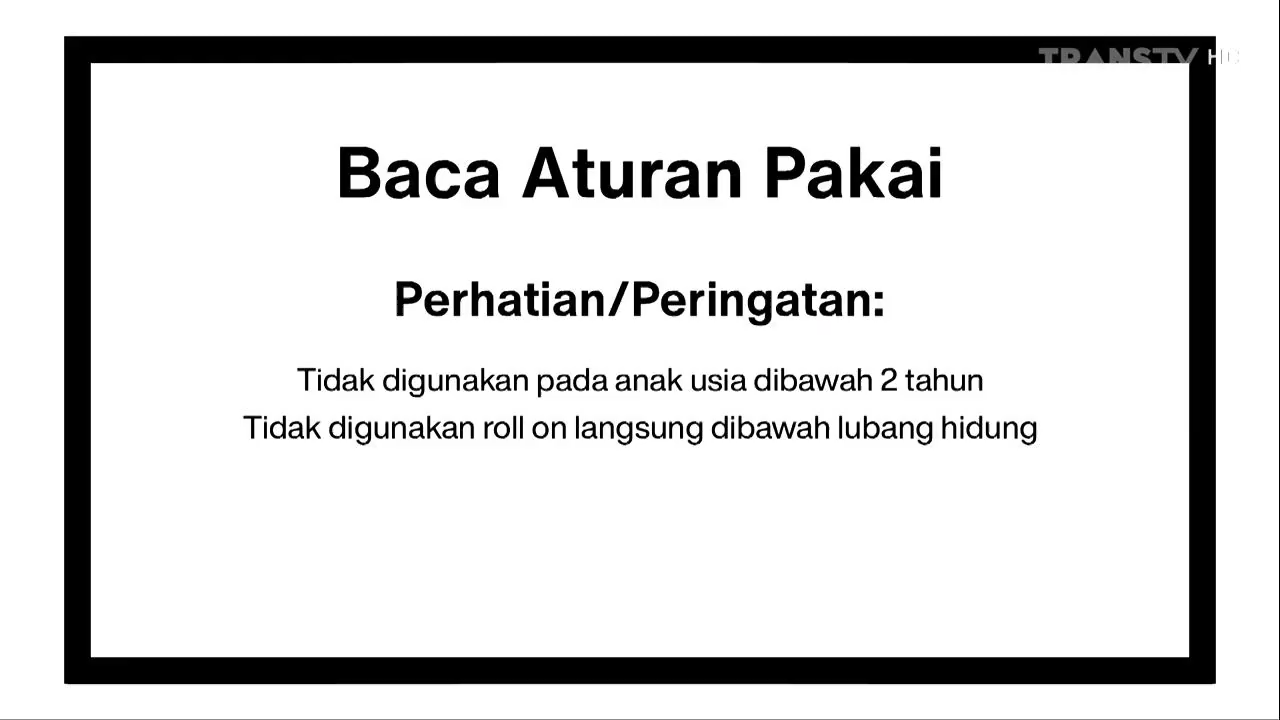 TRANSTV HD
Baca Aturan Pakai
Perhatian/Peringatan:
Tidak digunakan pada anak usia dibawah 2 tahun
Tidak digunakan roll on langsung dibawah lubang hidung